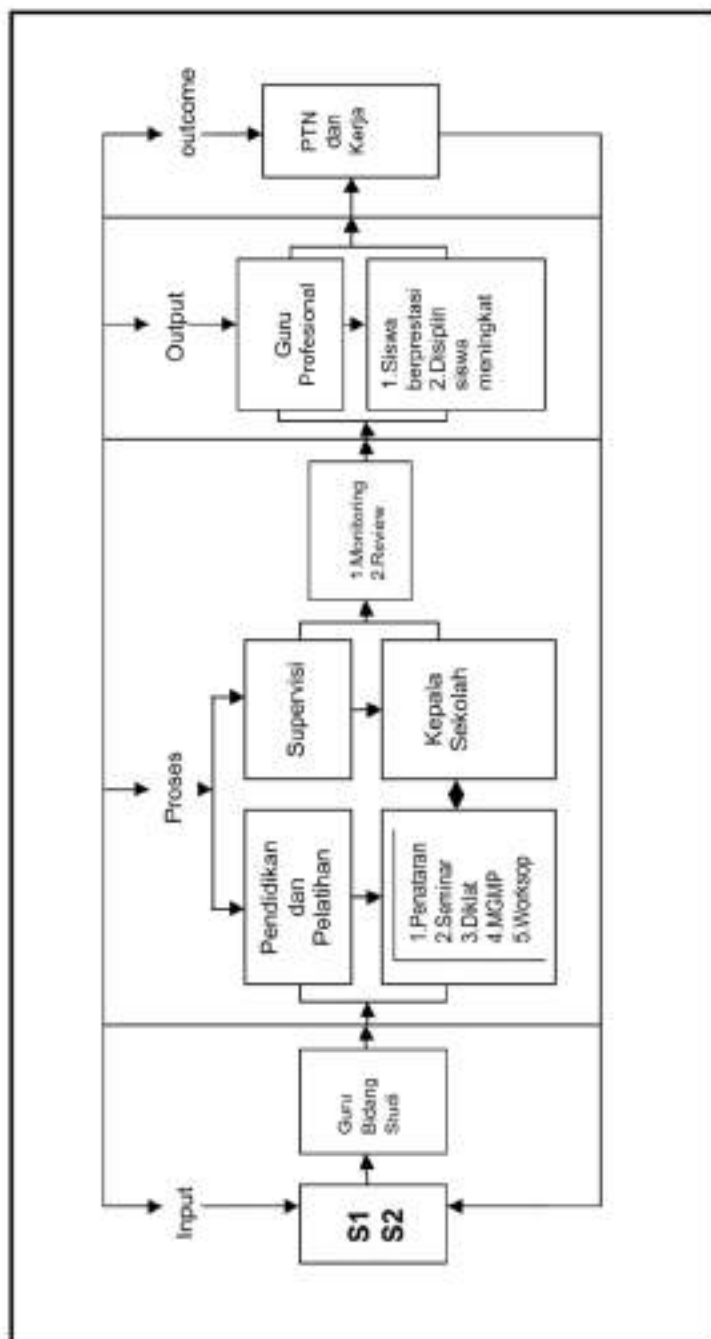 Input
Proses
Output
outcome
S1
S2
Guru
Bidang
Studi
Pendidikan
dan
Pelatihan
1.Penataran
2.Seminar
3.Diklat
4.MGMP
5.Worksop
Supervisi
Kepala
Sekolah
1.Monitoring
2.Review
Guru
Profesional
1.Siswa
berprestasi
2.Disiplin
siswa
meningkat
PTN
dan
Kerja